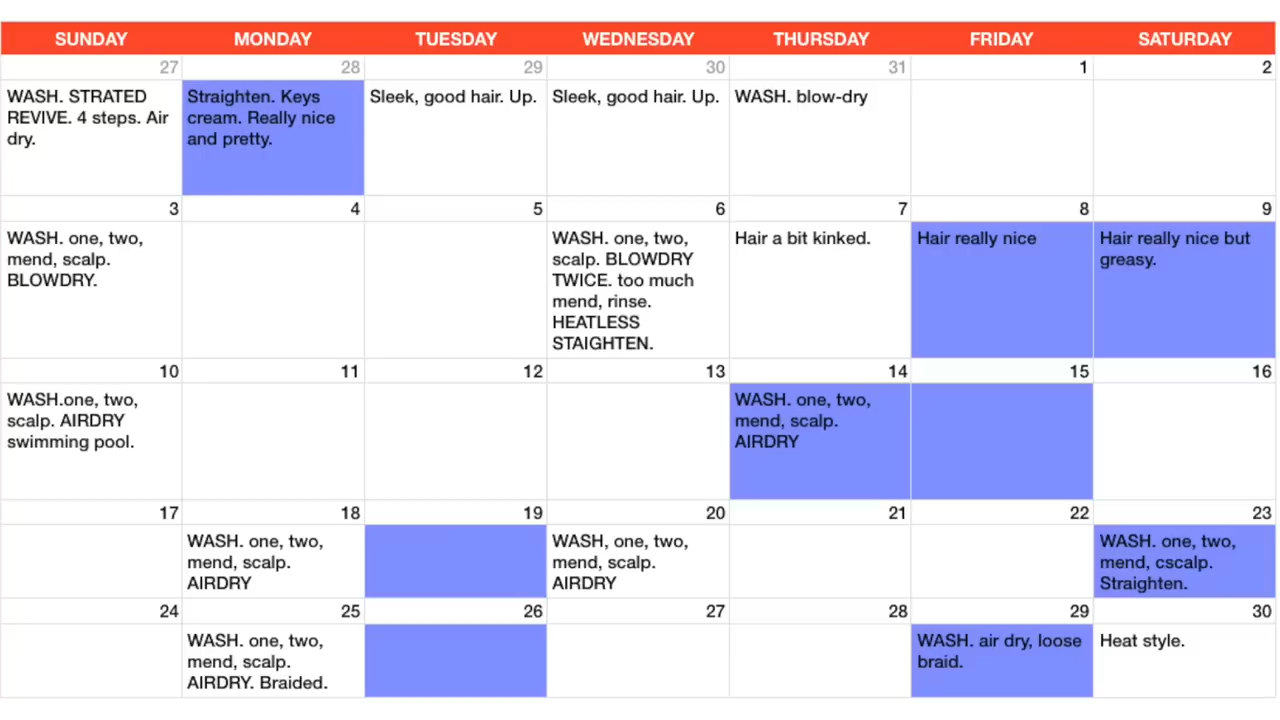 SUNDAY MONDAY TUESDAY WEDNESDAY THURSDAY FRIDAY SATURDAY
27 28 29 30 31 1 2
WASH. STRATED
REVIVE. 4 steps. Air
dry.
Straighten. Keys
cream. Really nice
and pretty.
Sleek, good hair. Up.
Sleek, good hair. Up.
WASH. blow-dry
3 4 5 6 7 8 9
WASH. one, two,
mend, scalp.
BLOWDRY.
WASH. one, two,
scalp. BLOWDRY
TWICE. too much
mend, rinse.
HEATLESS
STAIGHTEN.
Hair a bit kinked.
Hair really nice
Hair really nice but
greasy.
10 11 12 13 14 15 16
WASH.one, two,
scalp. AIRDRY
swimming pool.
WASH. one, two,
mend, scalp.
AIRDRY
17 18 19 20 21 22 23
WASH. one, two,
mend, scalp.
AIRDRY
WASH, one, two,
mend, scalp.
AIRDRY
WASH. one, two,
mend, cscalp.
Straighten.
24 25 26 27 28 29 30
WASH. one, two,
mend, scalp.
AIRDRY. Braided.
WASH. air dry, loose
braid.
Heat style.